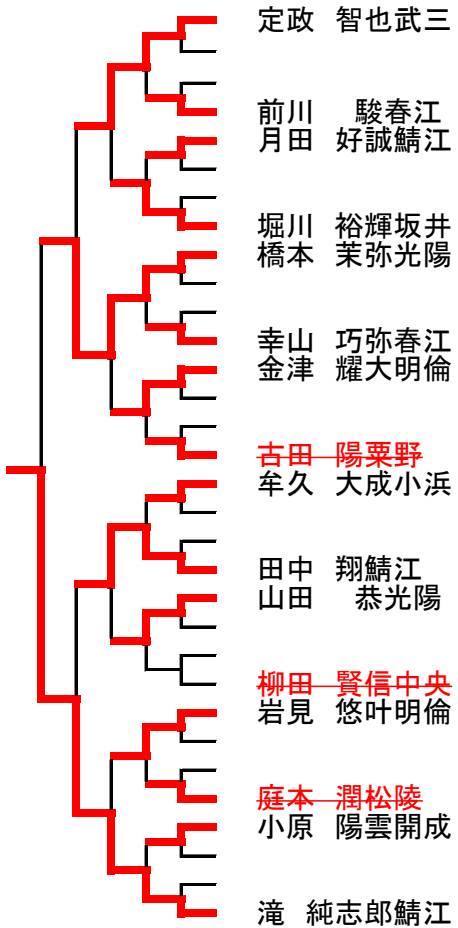 定政 智也武三
前川 駿春江
月田 好誠鯖江
堀川 裕輝坂井
橋本 茉弥光陽
幸山 巧弥春江
金津 耀大明倫
古田 陽粟野
牟久 大成小浜
田中 翔鯖江
山田 恭光陽
柳田 賢信中央
岩見 悠叶明倫
庭本 潤松陵
小原 陽雲開成
滝 純志郎鯖江